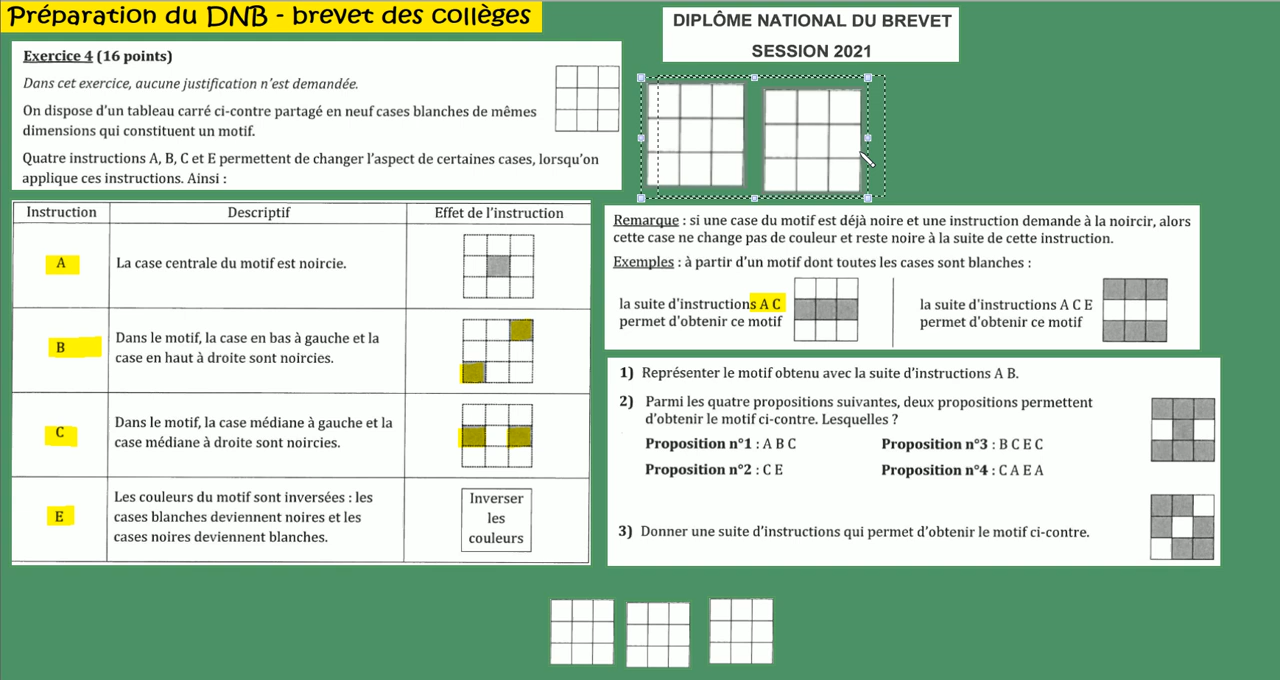 Préparation du DNB - brevet des collèges
DIPLÔME NATIONAL DU BREVET
SESSION 2021
Exercice 4 (16 points)
Dans cet exercice, aucune justification n'est demandée.
On dispose d'un tableau carré ci-contre partagé en neuf cases blanches de mêmes
dimensions qui constituent un motif.
Quatre instructions A, B, C et E permettent de changer l'aspect de certaines cases, lorsqu'on
applique ces instructions. Ainsi :
Instruction Descriptif Effet de l'instruction
A La case centrale du motif est noircie.
B Dans le motif, la case en bas à gauche et la
case en haut à droite sont noircies.
C Dans le motif, la case médiane à gauche et la
case médiane à droite sont noircies.
E Les couleurs du motif sont inversées : les
cases blanches deviennent noires et les
cases noires deviennent blanches.
Inverser
les
couleurs
Remarque : si une case du motif est déjà noire et une instruction demande à la noircir, alors
cette case ne change pas de couleur et reste noire à la suite de cette instruction.
Exemples : à partir d'un motif dont toutes les cases sont blanches :
la suite d'instructions A C
permet d'obtenir ce motif
la suite d'instructions A C E
permet d'obtenir ce motif
1) Représenter le motif obtenu avec la suite d'instructions A B.
2) Parmi les quatre propositions suivantes, deux propositions permettent
d'obtenir le motif ci-contre. Lesquelles ?
Proposition n°1 : A B C Proposition n°3 : B C E C
Proposition n°2 : C E Proposition n°4 : C A E A
3) Donner une suite d'instructions qui permet d'obtenir le motif ci-contre.